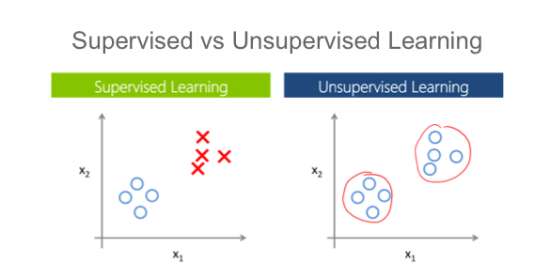 Supervised vs Unsupervised Learning
Supervised Learning
Unsupervised Learning
x2
x1
x2
x1